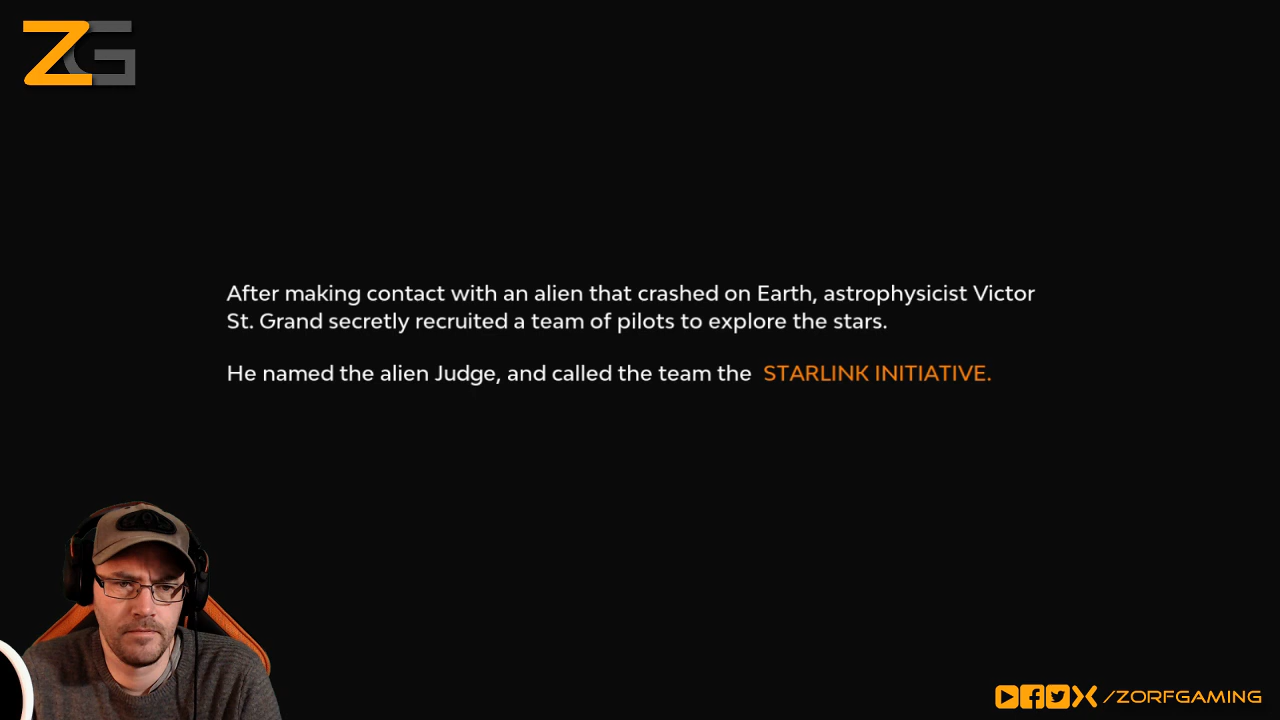 ZG
After making contact with an alien that crashed on Earth, astrophysicist Victor
St. Grand secretly recruited a team of pilots to explore the stars.
He named the alien Judge, and called the team the STARLINK INITIATIVE.
/ZORFGAMING